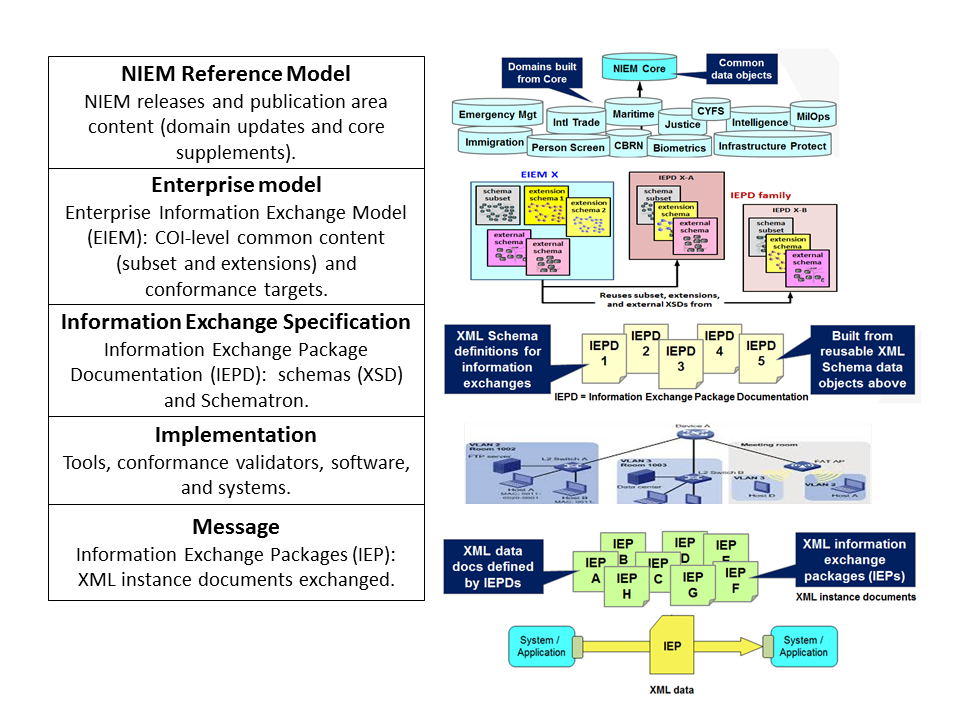 NIEM Reference Model
NIEM releases and publication area
content (domain updates and core
supplements).
Enterprise model
Enterprise Information Exchange Model
(EIEM): COI-level common content
(subset and extensions) and
conformance targets.
Information Exchange Specification
Information Exchange Package
Documentation (IEPD):  schemas (XSD)
and Schematron.
Implementation
Tools, conformance validators, software,
and systems.
Message
Information Exchange Packages (IEP):
XML instance documents exchanged.
Domains built
from Core
NIEM Core
Common
data objects
Emergency Mgt
Intl Trade
Maritime
Justice
CYFS
Intelligence
MilOps
Immigration
Person Screen
CBRN
Biometrics
Infrastructure Protect
EIEM X
schema
subset
extension
schema 1
extension
schema 2
external
schema
external
schema
IEPD X-A
schema
subset
extension
schema
external
schema
IEPD family
IEPD X-B
schema
subset
extension
schema
external
schema
Reuses subset, extensions,
and external XSDs from
XML Schema
definitions for
information
exchanges
IEPD
1
IEPD
2
IEPD
3
IEPD
4
IEPD
5
Built from
reusable XML
Schema data
objects above
IEPD = Information Exchange Package Documentation
Device A
VLAN 2
Room 1002
FTP server
L2 Switch A
Host A
Host B
VLAN 3
Room 1003
Data center
L2 Switch B
Meeting room
FAT AP
VLAN 3
Host D
VLAN 2
Host A
XML data
docs defined
by IEPDs
IEP
A
IEP
B
IEP
C
IEP
D
IEP
IEP
F
IEP
G
IEP
H
XML information
exchange
packages (IEPs)
XML instance documents
System /
Application
IEP
System /
Application
XML data